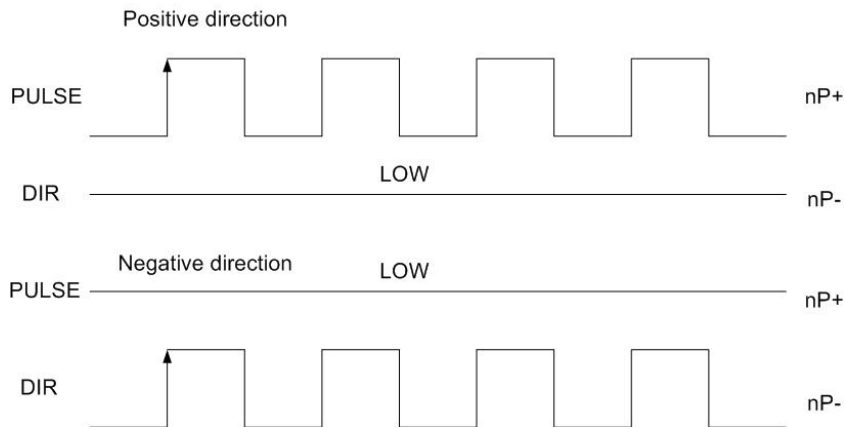 Positive direction
PULSE nP+
LOW
DIR nP-
Negative direction LOW
PULSE nP+
DIR nP-